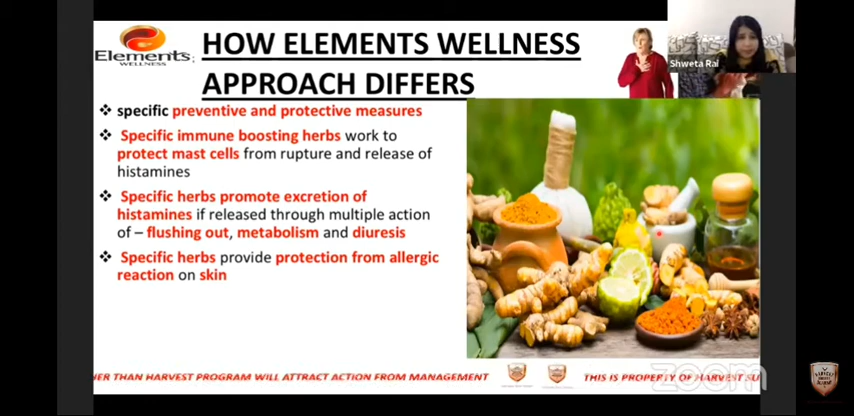 Elements
WELLNESS
HOW ELEMENTS WELLNESS
APPROACH DIFFERS
Shweta Rai
❖ specific preventive and protective measures
❖ Specific immune boosting herbs work to
protect mast cells from rupture and release of
histamines
❖ Specific herbs promote excretion of
histamines if released through multiple action
of – flushing out, metabolism and diuresis
❖ Specific herbs provide protection from allergic
reaction on skin
HER THAN HARVEST PROGRAM WILL ATTRACT ACTION FROM MANAGEMENT
THIS IS PROPERTY OF HARVEST SU
zoom